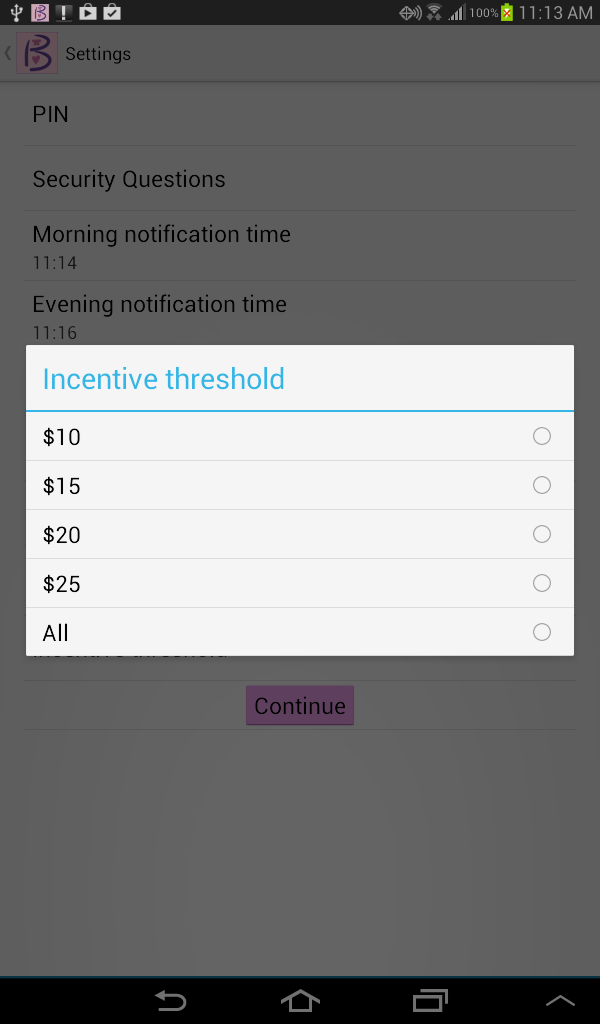 100% 11:13 AM
Settings
PIN
Security Questions
Morning notification time
11:14
Evening notification time
11:16
Incentive threshold
$10
$15
$20
$25
All
Incentive threshold
Continue